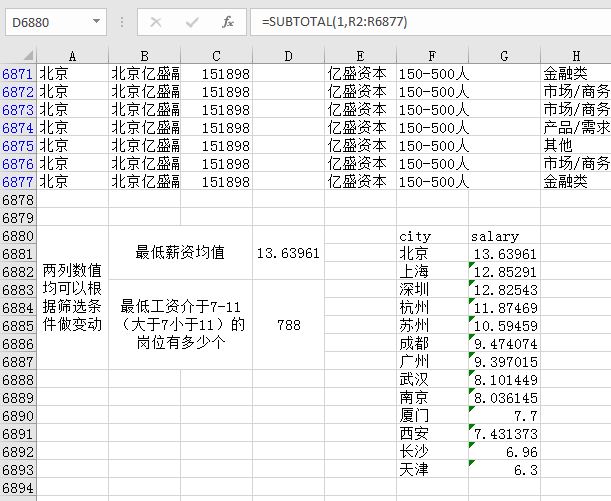 D6880 =SUBTOTAL(1,R2:R6877)
A B C D E F G H
6871 北京 北京亿盛融 151898 亿盛资本 150-500人 金融类
6872 北京 北京亿盛融 151898 亿盛资本 150-500人 市场/商务
6873 北京 北京亿盛融 151898 亿盛资本 150-500人 市场/商务
6874 北京 北京亿盛融 151898 亿盛资本 150-500人 产品/需求
6875 北京 北京亿盛融 151898 亿盛资本 150-500人 其他
6876 北京 北京亿盛融 151898 亿盛资本 150-500人 市场/商务
6877 北京 北京亿盛融 151898 亿盛资本 150-500人 金融类
6878
6879
6880 city salary
6881 最低薪资均值 13.63961 北京 13.63961
6882 两列数值 上海 12.85291
6883 均可以根 深圳 12.82543
6884 据筛选条 最低工资介于7-11 杭州 11.87469
6885 件做变动 （大于7小于11）的 788 苏州 10.59459
6886 岗位有多少个 成都 9.474074
6887 广州 9.397015
6888 武汉 8.101449
6889 南京 8.036145
6890 厦门 7.7
6891 西安 7.431373
6892 长沙 6.96
6893 天津 6.3
6894